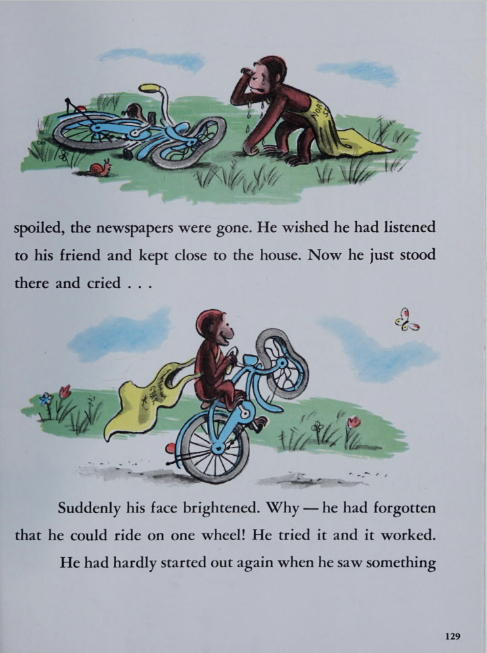 spoiled, the newspapers were gone. He wished he had listened
to his friend and kept close to the house. Now he just stood
there and cried . . .
Suddenly his face brightened. Why — he had forgotten
that he could ride on one wheel! He tried it and it worked.
He had hardly started out again when he saw something
129